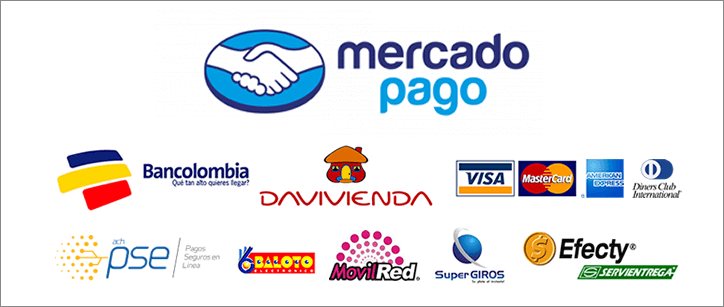 mercado
pago
Bancolombia
Qué tan alto quieres llegar?
DAVIVIENDA
VISA
MasterCard
AMERICAN
EXPRESS
Diners Club
International
ach
pse
Pagos
Seguros en
Línea
BALOTO
ELECTRONICO
MovilRed
SuperGIROS
Efecty
SERVIENTREGA